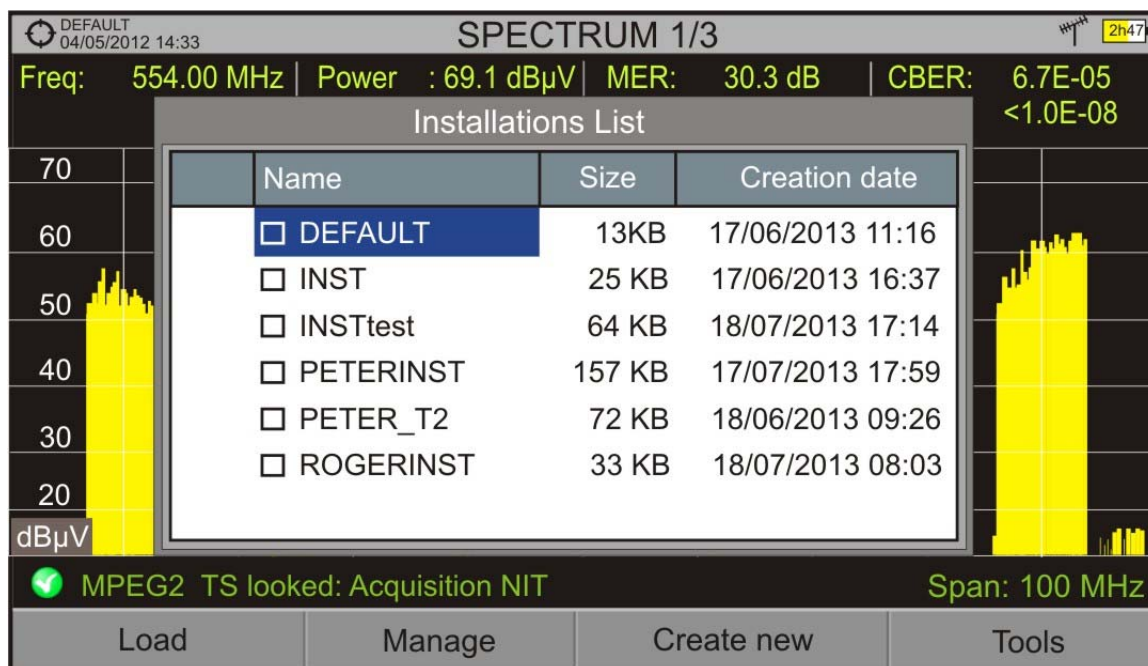 DEFAULT
04/05/2012 14:33
SPECTRUM 1/3
2h47
Freq: 554.00 MHz | Power : 69.1 dBµV | MER: 30.3 dB | CBER: 6.7E-05
<1.0E-08
Installations List
Name Size Creation date
DEFAULT 13KB 17/06/2013 11:16
INST 25 KB 17/06/2013 16:37
INSTtest 64 KB 18/07/2013 17:14
PETERINST 157 KB 17/07/2013 17:59
PETER_T2 72 KB 18/06/2013 09:26
ROGERINST 33 KB 18/07/2013 08:03
70
60
50
40
30
20
dBµV
MPEG2 TS looked: Acquisition NIT Span: 100 MHz
Load Manage Create new Tools